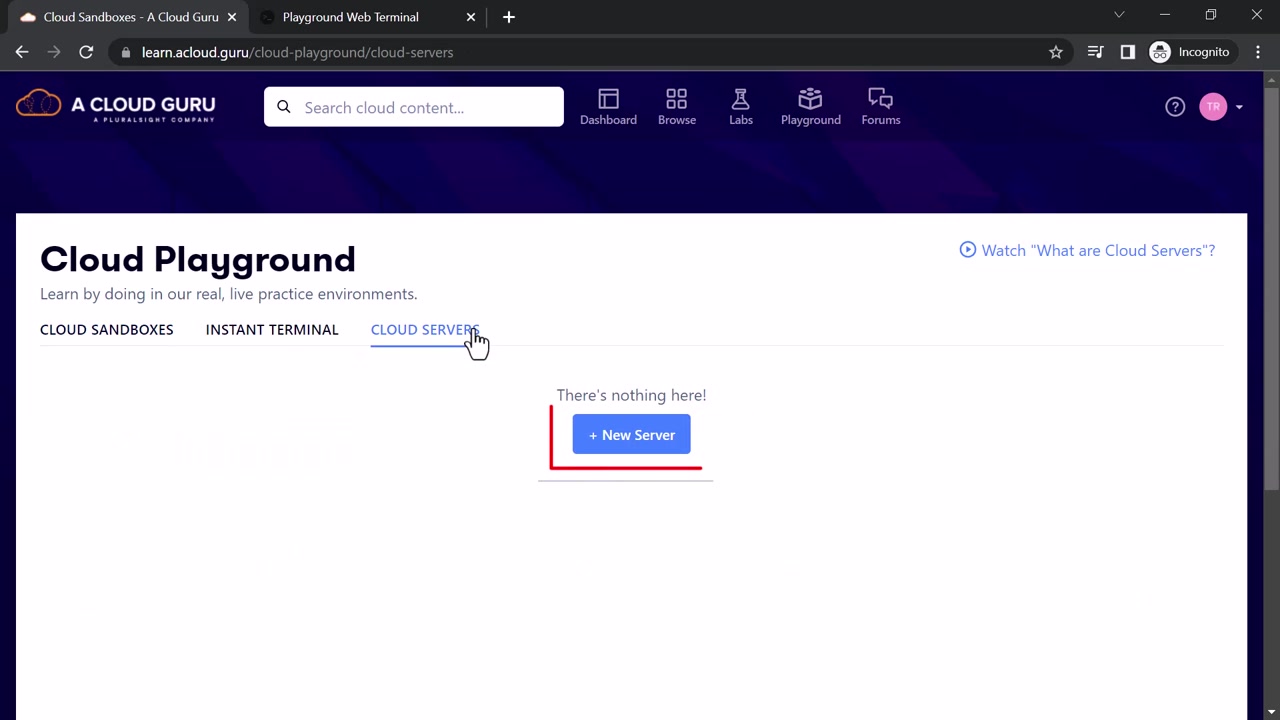 Cloud Sandboxes - A Cloud Guru
Playground Web Terminal
learn.acloud.guru/cloud-playground/cloud-servers
Incognito
A CLOUD GURU
A PLURALSIGHT COMPANY
Search cloud content...
Dashboard
Browse
Labs
Playground
Forums
TR
Cloud Playground
Watch "What are Cloud Servers"?
Learn by doing in our real, live practice environments.
CLOUD SANDBOXES
INSTANT TERMINAL
CLOUD SERVERS
There's nothing here!
+ New Server